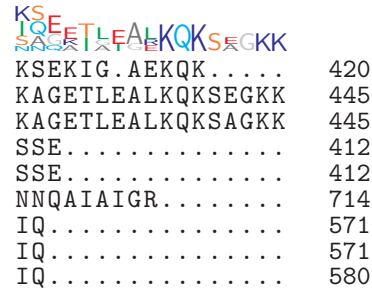 KSEKIG.AEKQK..... 420
KAGETLEALKQKSEGKK 445
KAGETLEALKQKSAGKK 445
SSE.............. 412
SSE.............. 412
NNQAIAIGR........ 714
IQ............... 571
IQ............... 571
IQ............... 580